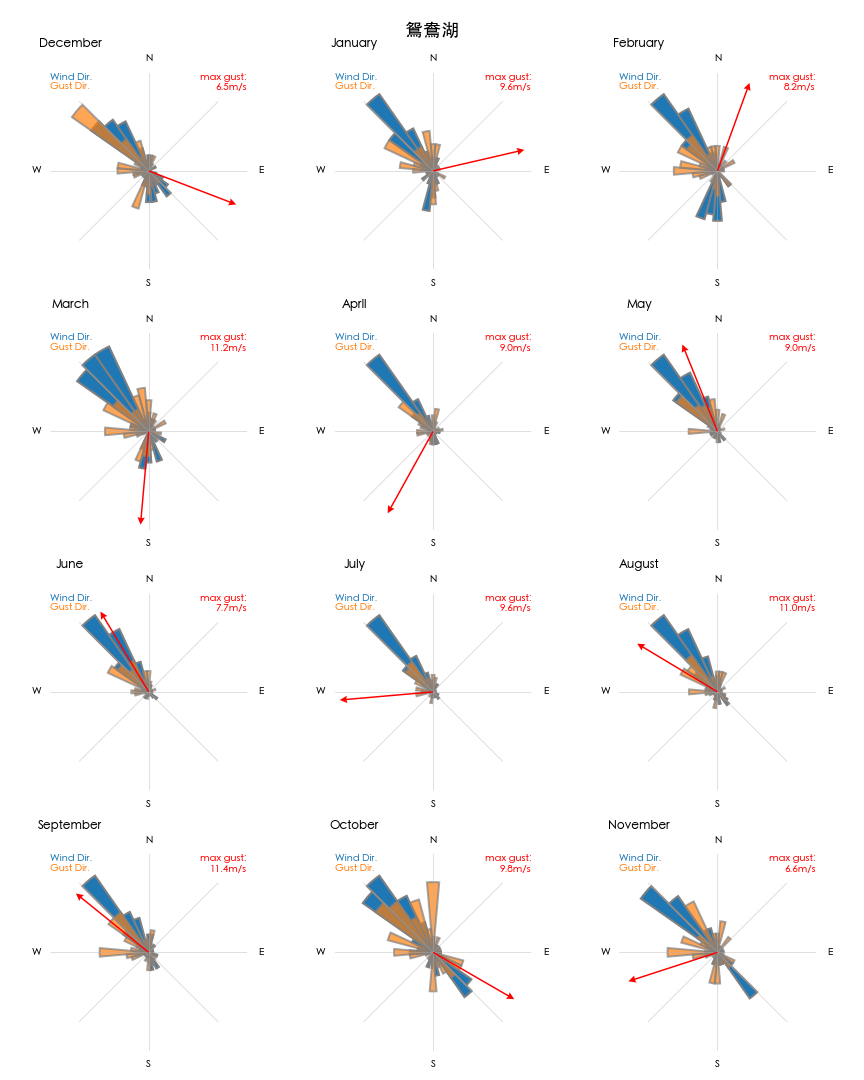 鴛鴦湖
December
N
Wind Dir.
Gust Dir.
max gust:
6.5m/s
W
E
S
January
N
Wind Dir.
Gust Dir.
max gust:
9.6m/s
W
E
S
February
N
Wind Dir.
Gust Dir.
max gust:
8.2m/s
W
E
S
March
N
Wind Dir.
Gust Dir.
max gust:
11.2m/s
W
E
S
April
N
Wind Dir.
Gust Dir.
max gust:
9.0m/s
W
E
S
May
N
Wind Dir.
Gust Dir.
max gust:
9.0m/s
W
E
S
June
N
Wind Dir.
Gust Dir.
max gust:
7.7m/s
W
E
S
July
N
Wind Dir.
Gust Dir.
max gust:
9.6m/s
W
E
S
August
N
Wind Dir.
Gust Dir.
max gust:
11.0m/s
W
E
S
September
N
Wind Dir.
Gust Dir.
max gust:
11.4m/s
W
E
S
October
N
Wind Dir.
Gust Dir.
max gust:
9.8m/s
W
E
S
November
N
Wind Dir.
Gust Dir.
max gust:
6.6m/s
W
E
S